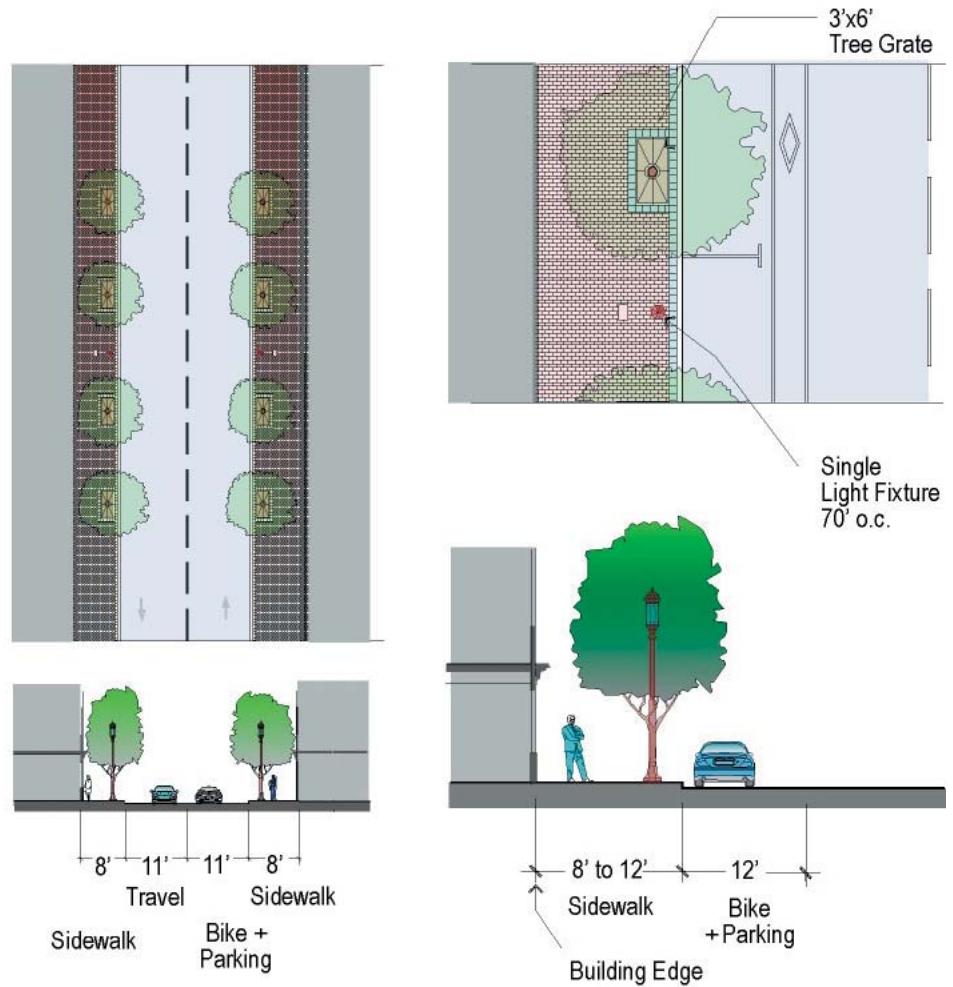 3'x6'
Tree Grate
Single
Light Fixture
70' o.c.
8' 11' 11' 8'
Travel Sidewalk
Sidewalk
Bike +
Parking
8' to 12' 12'
Sidewalk
Bike
+Parking
Building Edge